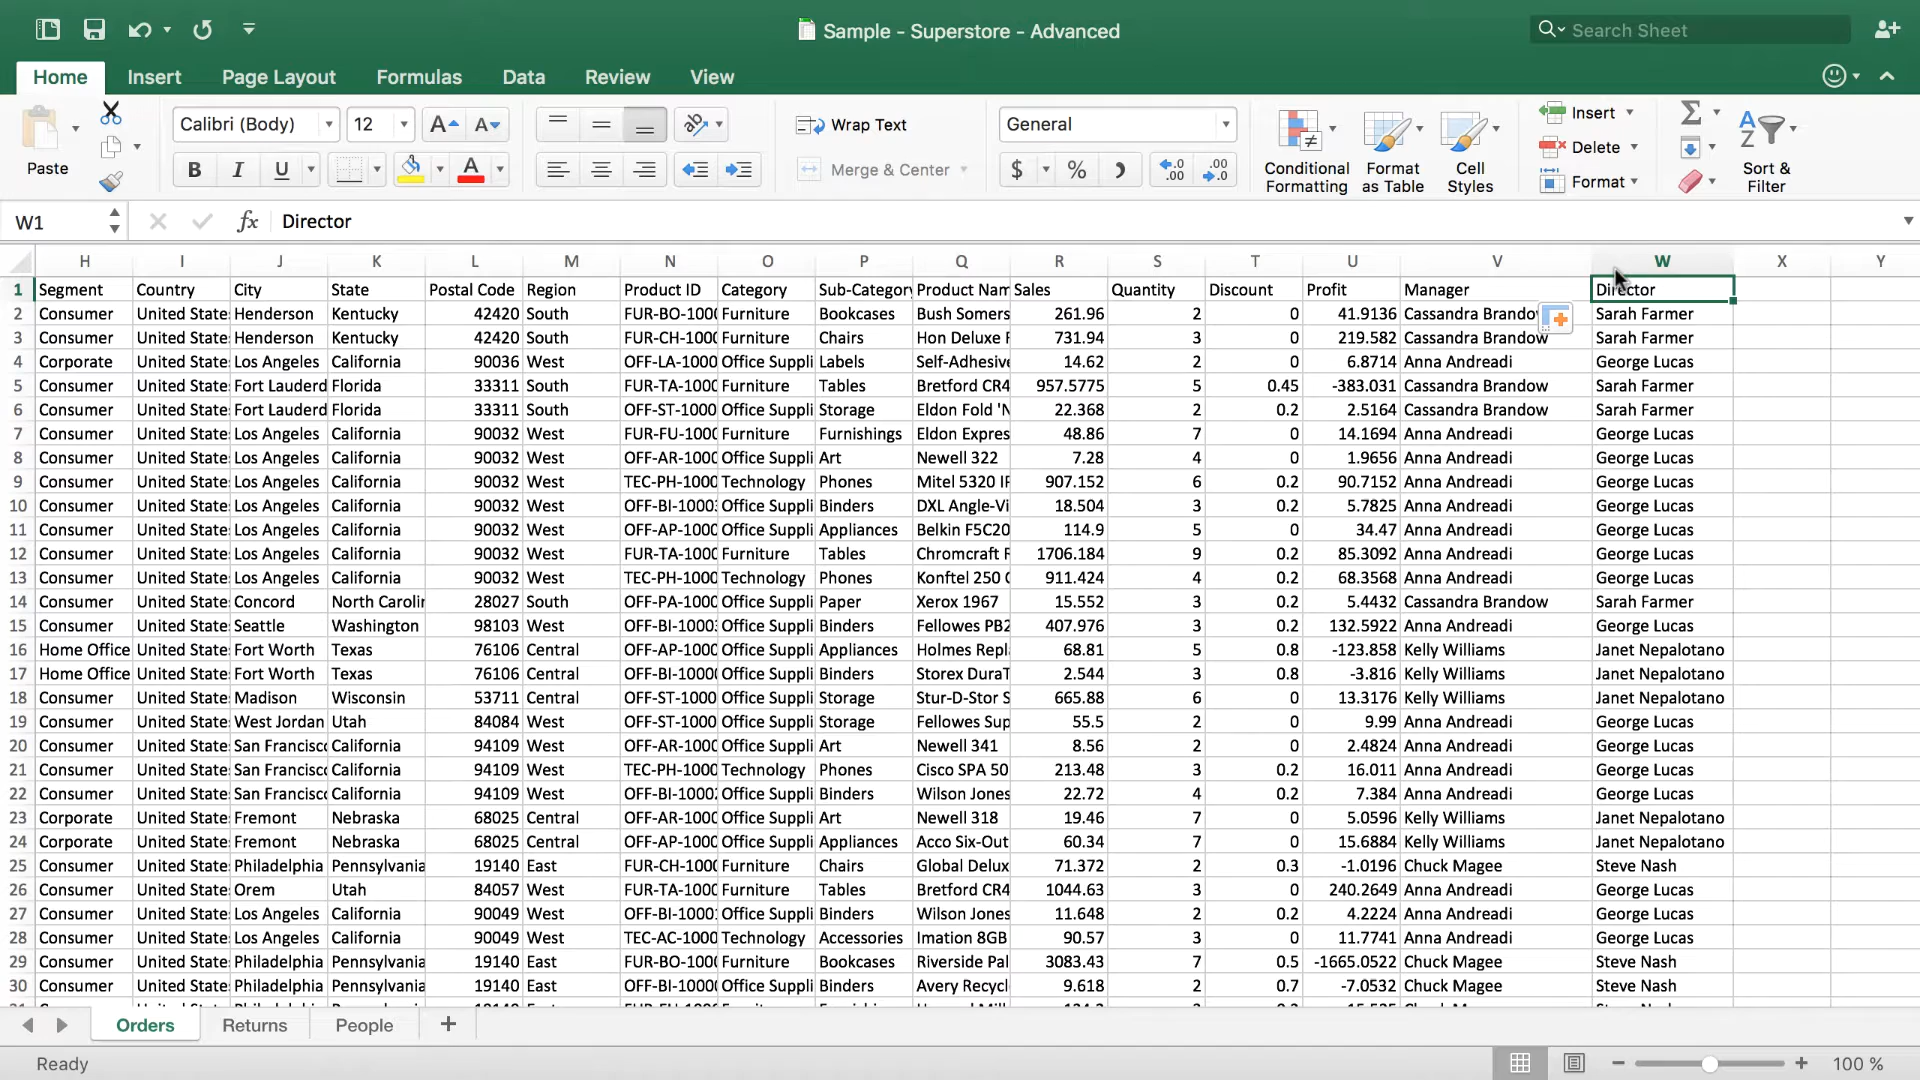 Sample - Superstore - Advanced
Search Sheet
Home Insert Page Layout Formulas Data Review View
Paste
Calibri (Body) 12
Wrap Text
Merge & Center
General
Conditional Formatting
Format as Table
Cell Styles
Insert
Delete
Format
Sort & Filter
W1 fx Director
H I J K L M N O P Q R S T U V W X Y
1 Segment Country City State Postal Code Region Product ID Category Sub-Category Product Nam Sales Quantity Discount Profit Manager Director
2 Consumer United State Henderson Kentucky 42420 South FUR-BO-1000 Furniture Bookcases Bush Somers 261.96 2 0 41.9136 Cassandra Brando Sarah Farmer
3 Consumer United State Henderson Kentucky 42420 South FUR-CH-1000 Furniture Chairs Hon Deluxe 731.94 3 0 219.582 Cassandra Brandow Sarah Farmer
4 Corporate United State Los Angeles California 90036 West OFF-LA-1000 Office Suppli Labels Self-Adhesive 14.62 2 0 6.8714 Anna Andreadi George Lucas
5 Consumer United State Fort Lauderd Florida 33311 South FUR-TA-1000 Furniture Tables Bretford CR4 957.5775 5 0.45 -383.031 Cassandra Brandow Sarah Farmer
6 Consumer United State Fort Lauderd Florida 33311 South OFF-ST-1000 Office Suppli Storage Eldon Fold 'N 22.368 2 0.2 2.5164 Cassandra Brandow Sarah Farmer
7 Consumer United State Los Angeles California 90032 West FUR-FU-1000 Furniture Furnishings Eldon Expres 48.86 7 0 14.1694 Anna Andreadi George Lucas
8 Consumer United State Los Angeles California 90032 West OFF-AR-1000 Office Suppli Art Newell 322 7.28 4 0 1.9656 Anna Andreadi George Lucas
9 Consumer United State Los Angeles California 90032 West TEC-PH-1000 Technology Phones Mitel 5320 IP 907.152 6 0.2 90.7152 Anna Andreadi George Lucas
10 Consumer United State Los Angeles California 90032 West OFF-BI-1000 Office Suppli Binders DXL Angle-Vi 18.504 3 0.2 5.7825 Anna Andreadi George Lucas
11 Consumer United State Los Angeles California 90032 West OFF-AP-1000 Office Suppli Appliances Belkin F5C20 114.9 5 0 34.47 Anna Andreadi George Lucas
12 Consumer United State Los Angeles California 90032 West FUR-TA-1000 Furniture Tables Chromcraft 1706.184 9 0.2 85.3092 Anna Andreadi George Lucas
13 Consumer United State Los Angeles California 90032 West TEC-PH-1000 Technology Phones Konftel 250 911.424 4 0.2 68.3568 Anna Andreadi George Lucas
14 Consumer United State Concord North Carolin 28027 South OFF-PA-1000 Office Suppli Paper Xerox 1967 15.552 3 0.2 5.4432 Cassandra Brandow Sarah Farmer
15 Consumer United State Seattle Washington 98103 West OFF-BI-1000 Office Suppli Binders Fellowes PB2 407.976 3 0.2 132.5922 Anna Andreadi George Lucas
16 Home Office United State Fort Worth Texas 76106 Central OFF-AP-1000 Office Suppli Appliances Holmes Repl 68.81 5 0.8 -123.858 Kelly Williams Janet Nepalotano
17 Home Office United State Fort Worth Texas 76106 Central OFF-BI-1000 Office Suppli Binders Storex DuraT 2.544 3 0.8 -3.816 Kelly Williams Janet Nepalotano
18 Consumer United State Madison Wisconsin 53711 Central OFF-ST-1000 Office Suppli Storage Stur-D-Stor S 665.88 6 0 13.3176 Kelly Williams Janet Nepalotano
19 Consumer United State West Jordan Utah 84084 West OFF-ST-1000 Office Suppli Storage Fellowes Sup 55.5 2 0 9.99 Anna Andreadi George Lucas
20 Consumer United State San Francisco California 94109 West OFF-AR-1000 Office Suppli Art Newell 341 8.56 2 0 2.4824 Anna Andreadi George Lucas
21 Consumer United State San Francisco California 94109 West TEC-PH-1000 Technology Phones Cisco SPA 50 213.48 3 0.2 16.011 Anna Andreadi George Lucas
22 Consumer United State San Francisco California 94109 West OFF-BI-1000 Office Suppli Binders Wilson Jones 22.72 4 0.2 7.384 Anna Andreadi George Lucas
23 Corporate United State Fremont Nebraska 68025 Central OFF-AR-1000 Office Suppli Art Newell 318 19.46 7 0 5.0596 Kelly Williams Janet Nepalotano
24 Corporate United State Fremont Nebraska 68025 Central OFF-AP-1000 Office Suppli Appliances Acco Six-Out 60.34 7 0 15.6884 Kelly Williams Janet Nepalotano
25 Consumer United State Philadelphia Pennsylvania 19140 East FUR-CH-1000 Furniture Chairs Global Delux 71.372 2 0.3 -1.0196 Chuck Magee Steve Nash
26 Consumer United State Orem Utah 84057 West FUR-TA-1000 Furniture Tables Bretford CR4 1044.63 3 0 240.2649 Anna Andreadi George Lucas
27 Consumer United State Los Angeles California 90049 West OFF-BI-1000 Office Suppli Binders Wilson Jones 11.648 2 0.2 4.2224 Anna Andreadi George Lucas
28 Consumer United State Los Angeles California 90049 West TEC-AC-1000 Technology Accessories Imation 8GB 90.57 3 0 11.7741 Anna Andreadi George Lucas
29 Consumer United State Philadelphia Pennsylvania 19140 East FUR-BO-1000 Furniture Bookcases Riverside Pal 3083.43 7 0.5 -1665.0522 Chuck Magee Steve Nash
30 Consumer United State Philadelphia Pennsylvania 19140 East OFF-BI-1000 Office Suppli Binders Avery Recycl 9.618 2 0.7 -7.0532 Chuck Magee Steve Nash
Orders Returns People
Ready 100 %